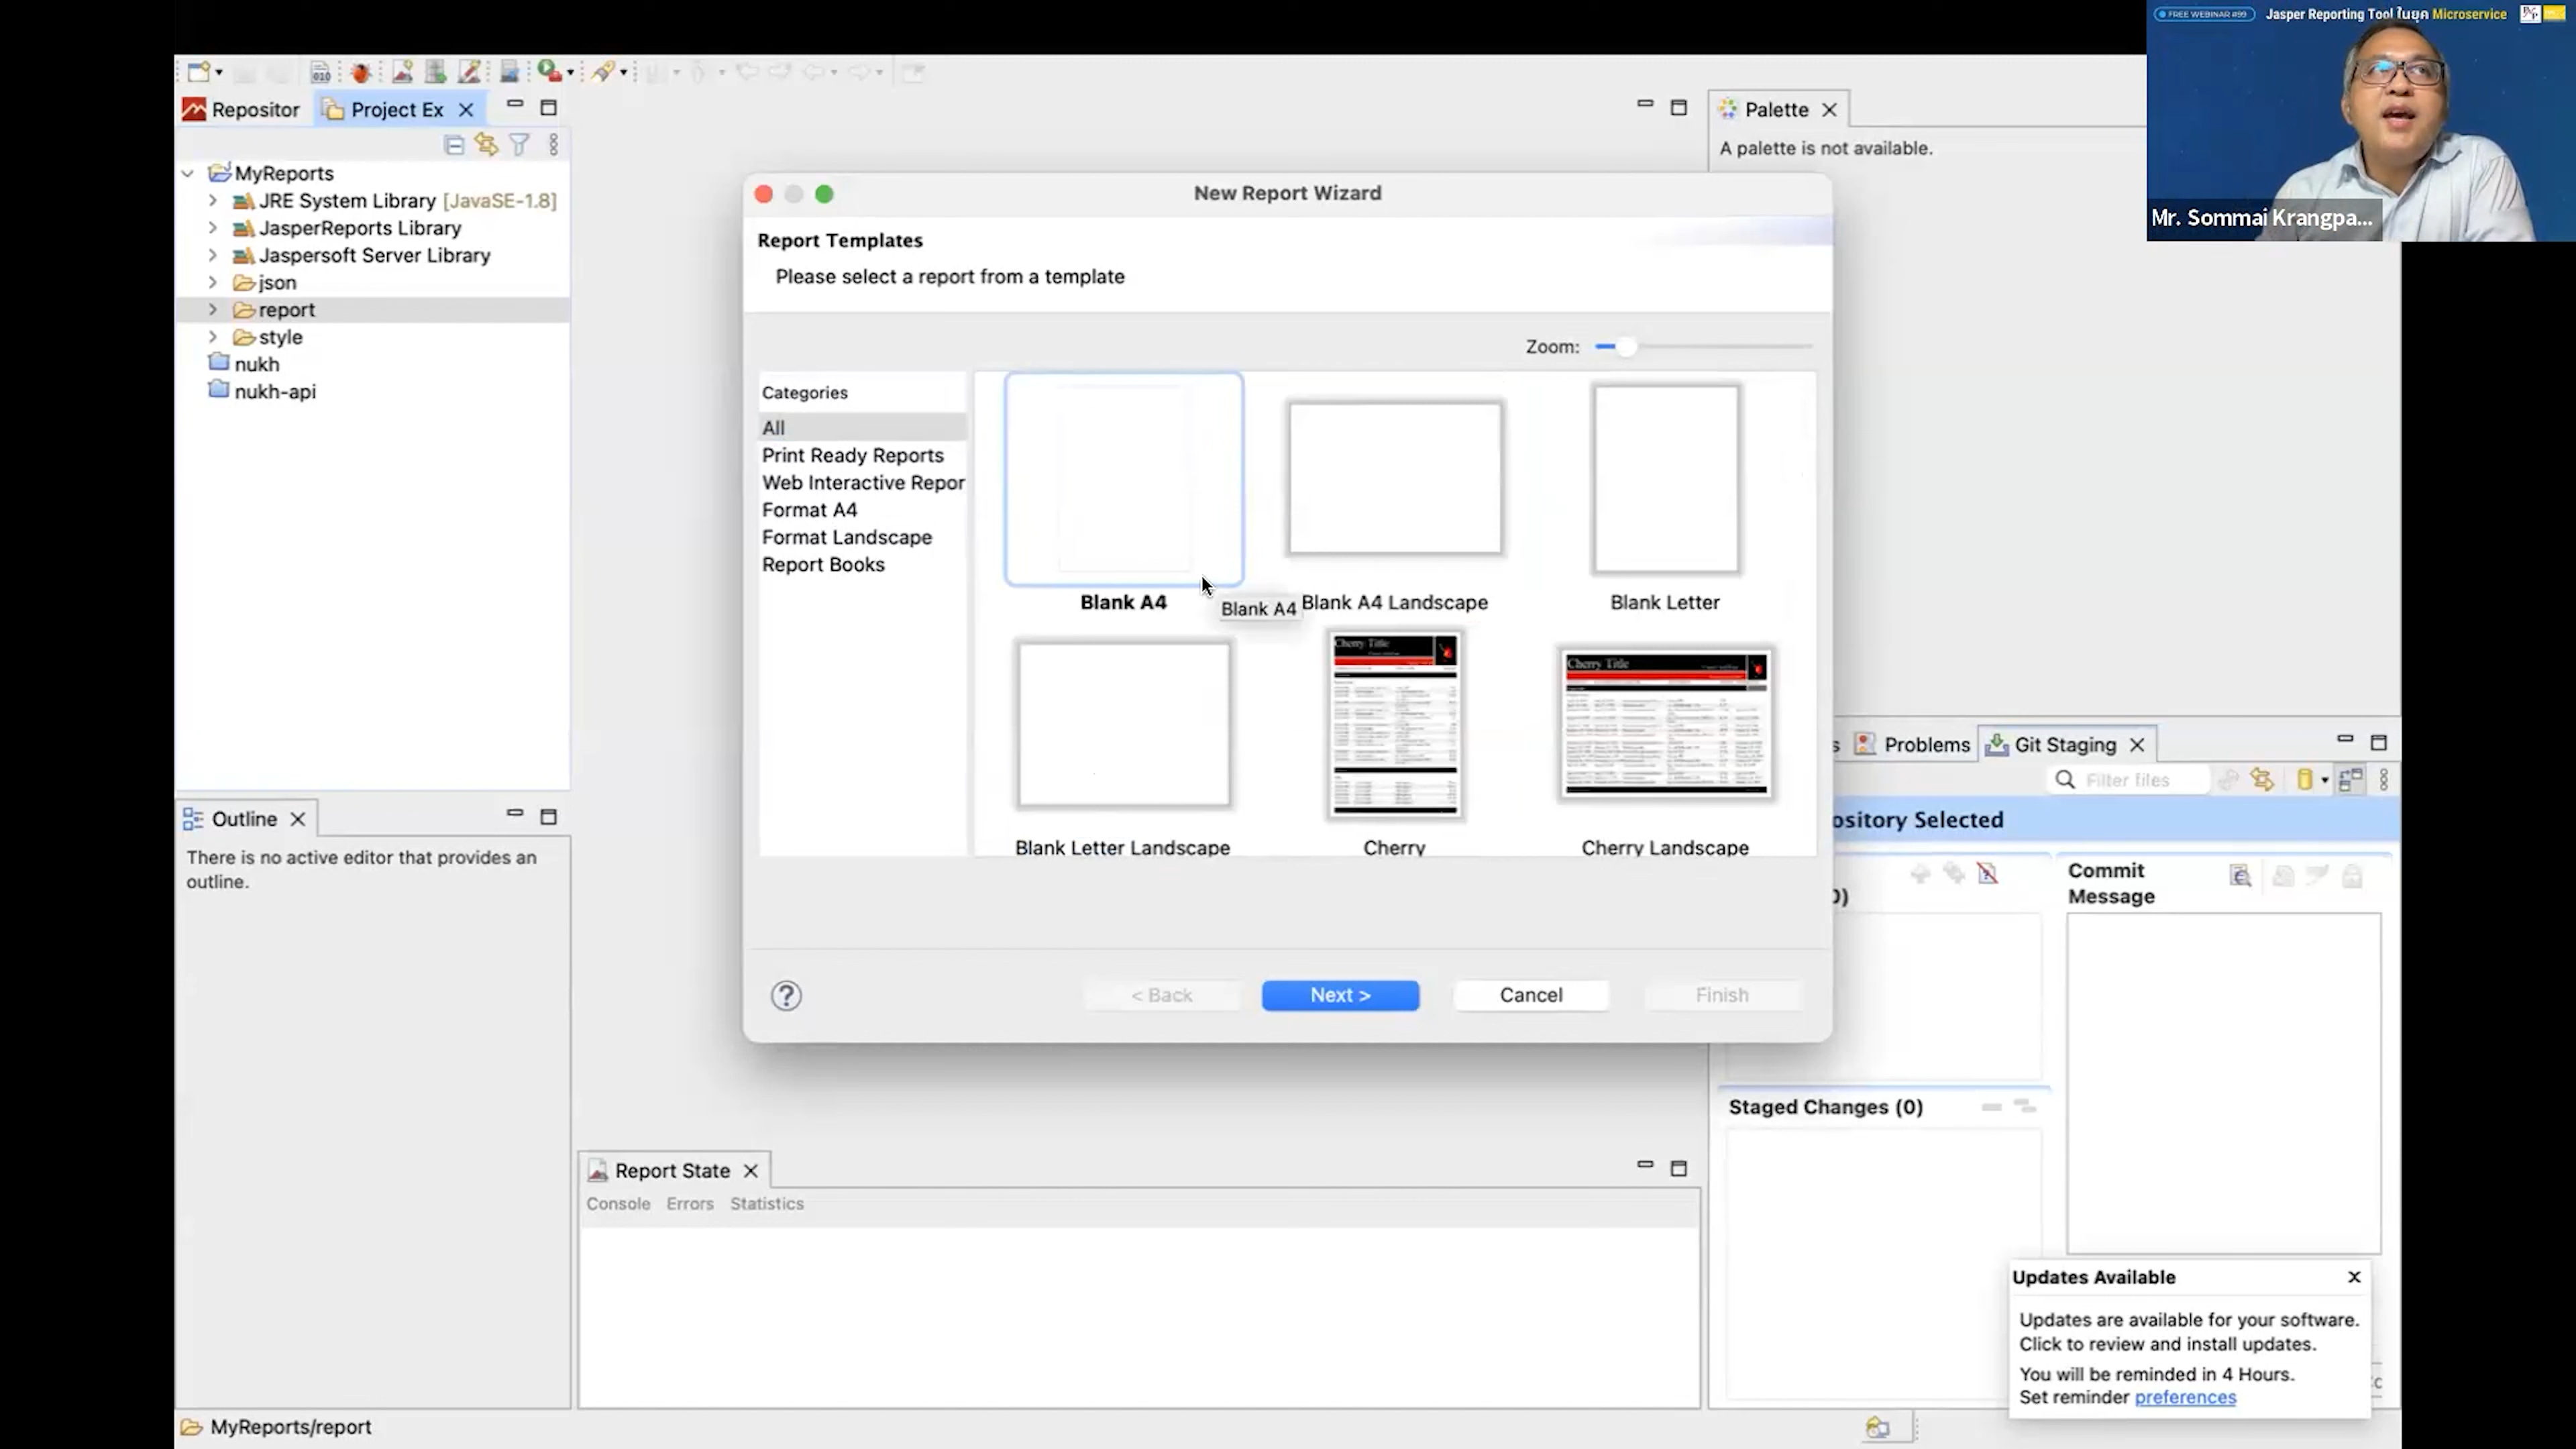 FREE WEBINAR #99 Jasper Reporting Tool ในยุค Microservice
Mr. Sommai Krangpa...
Repositor
Project Ex
MyReports
JRE System Library [JavaSE-1.8]
JasperReports Library
Jaspersoft Server Library
json
report
style
nukh
nukh-api
Palette
A palette is not available.
New Report Wizard
Report Templates
Please select a report from a template
Zoom:
Categories
All
Print Ready Reports
Web Interactive Repor
Format A4
Format Landscape
Report Books
Blank A4
Blank A4
Blank A4 Landscape
Blank Letter
Cherry Title
Cherry Title
Blank Letter Landscape
Cherry
Cherry Landscape
< Back
Next >
Cancel
Finish
Outline
There is no active editor that provides an
outline.
s
Problems
Git Staging
Filter files
ository Selected
0)
Commit
Message
Staged Changes (0)
Report State
Console
Errors
Statistics
Updates Available
Updates are available for your software.
Click to review and install updates.
You will be reminded in 4 Hours.
Set reminder preferences
MyReports/report